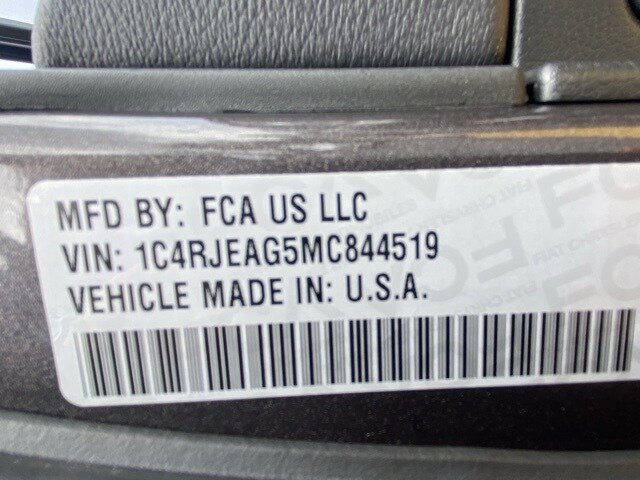 MFD BY: FCA US LLC
VIN: 1C4RJEAG5MC844519
VEHICLE MADE IN: U.S.A.